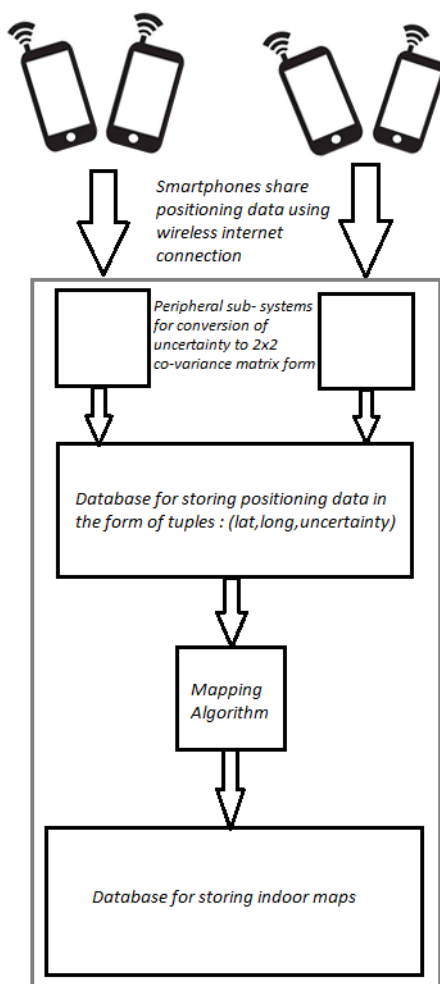 Smartphones share
positioning data using
wireless internet
connection
Peripheral sub- systems
for conversion of
uncertainty to 2x2
co-variance matrix form
Database for storing positioning data in
the form of tuples : (lat,long,uncertainty)
Mapping
Algorithm
Database for storing indoor maps